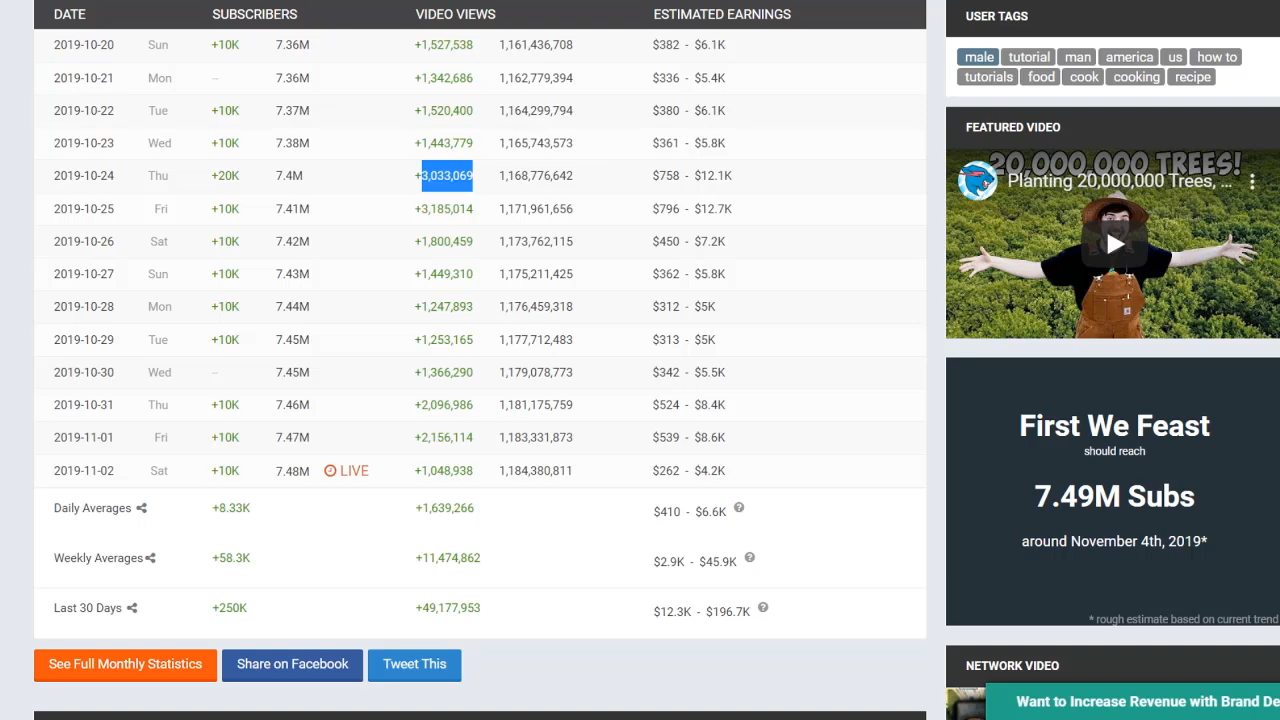 DATE SUBSCRIBERS VIDEO VIEWS ESTIMATED EARNINGS
2019-10-20 Sun +10K 7.36M +1,527,538 1,161,436,708 $382 - $6.1K
2019-10-21 Mon -- 7.36M +1,342,686 1,162,779,394 $336 - $5.4K
2019-10-22 Tue +10K 7.37M +1,520,400 1,164,299,794 $380 - $6.1K
2019-10-23 Wed +10K 7.38M +1,443,779 1,165,743,573 $361 - $5.8K
2019-10-24 Thu +20K 7.4M +3,033,069 1,168,776,642 $758 - $12.1K
2019-10-25 Fri +10K 7.41M +3,185,014 1,171,961,656 $796 - $12.7K
2019-10-26 Sat +10K 7.42M +1,800,459 1,173,762,115 $450 - $7.2K
2019-10-27 Sun +10K 7.43M +1,449,310 1,175,211,425 $362 - $5.8K
2019-10-28 Mon +10K 7.44M +1,247,893 1,176,459,318 $312 - $5K
2019-10-29 Tue +10K 7.45M +1,253,165 1,177,712,483 $313 - $5K
2019-10-30 Wed -- 7.45M +1,366,290 1,179,078,773 $342 - $5.5K
2019-10-31 Thu +10K 7.46M +2,096,986 1,181,175,759 $524 - $8.4K
2019-11-01 Fri +10K 7.47M +2,156,114 1,183,331,873 $539 - $8.6K
2019-11-02 Sat +10K 7.48M LIVE +1,048,938 1,184,380,811 $262 - $4.2K
Daily Averages +8.33K +1,639,266 $410 - $6.6K ?
Weekly Averages +58.3K +11,474,862 $2.9K - $45.9K ?
Last 30 Days +250K +49,177,953 $12.3K - $196.7K ?
See Full Monthly Statistics Share on Facebook Tweet This
USER TAGS
male tutorial man america us how to
tutorials food cook cooking recipe
FEATURED VIDEO
20,000,000 TREES!
Planting 20,000,000 Trees, ...
First We Feast
should reach
7.49M Subs
around November 4th, 2019*
* rough estimate based on current trend
NETWORK VIDEO
Want to Increase Revenue with Brand De